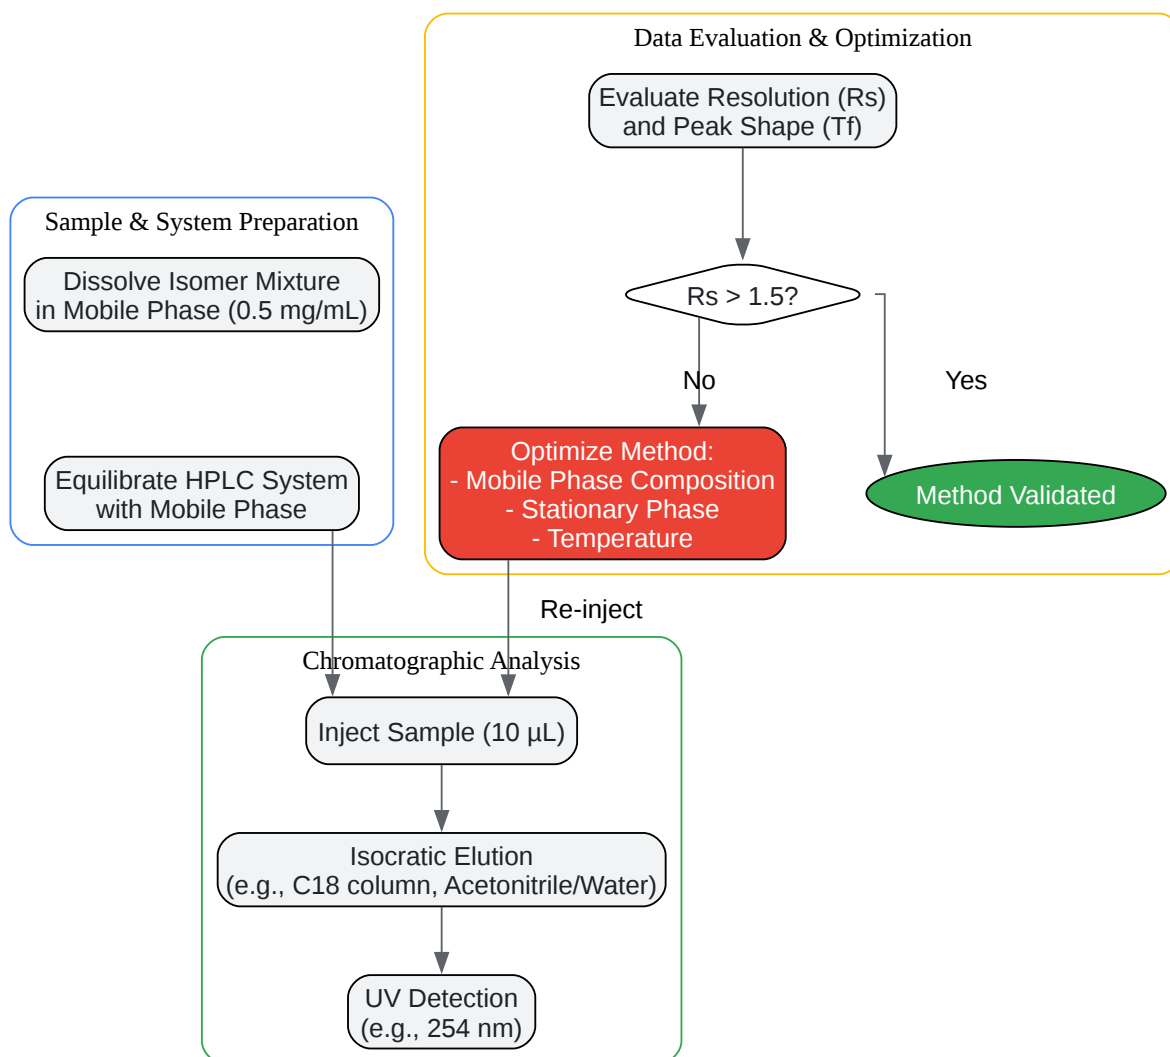 Data Evaluation & Optimization
Evaluate Resolution (Rs)
and Peak Shape (Tf)
Rs > 1.5?
No
Yes
Optimize Method:
- Mobile Phase Composition
- Stationary Phase
- Temperature
Method Validated
Sample & System Preparation
Dissolve Isomer Mixture
in Mobile Phase (0.5 mg/mL)
Equilibrate HPLC System
with Mobile Phase
Re-inject
Chromatographic Analysis
Inject Sample (10 µL)
Isocratic Elution
(e.g., C18 column, Acetonitrile/Water)
UV Detection
(e.g., 254 nm)